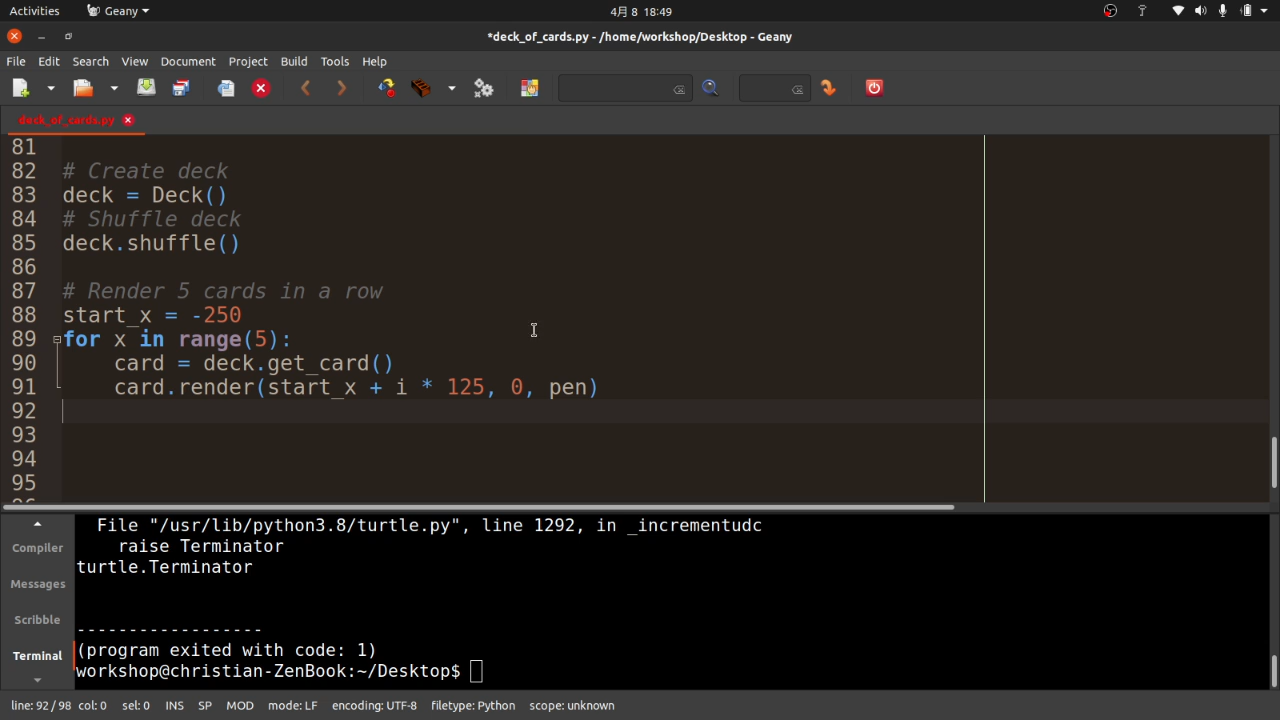 Activities
Geany
4月 8 18:49
*deck_of_cards.py - /home/workshop/Desktop - Geany
File Edit Search View Document Project Build Tools Help
deck_of_cards.py
81
82 # Create deck
83 deck = Deck()
84 # Shuffle deck
85 deck.shuffle()
86
87 # Render 5 cards in a row
88 start_x = -250
89 for x in range(5):
90 card = deck.get_card()
91 card.render(start_x + i * 125, 0, pen)
92
93
94
95
96
Compiler
Messages
Scribble
Terminal
File "/usr/lib/python3.8/turtle.py", line 1292, in _incrementudc
raise Terminator
turtle.Terminator
------------------
(program exited with code: 1)
workshop@christian-ZenBook:~/Desktop$
line: 92 / 98 col: 0 sel: 0 INS SP MOD mode: LF encoding: UTF-8 filetype: Python scope: unknown